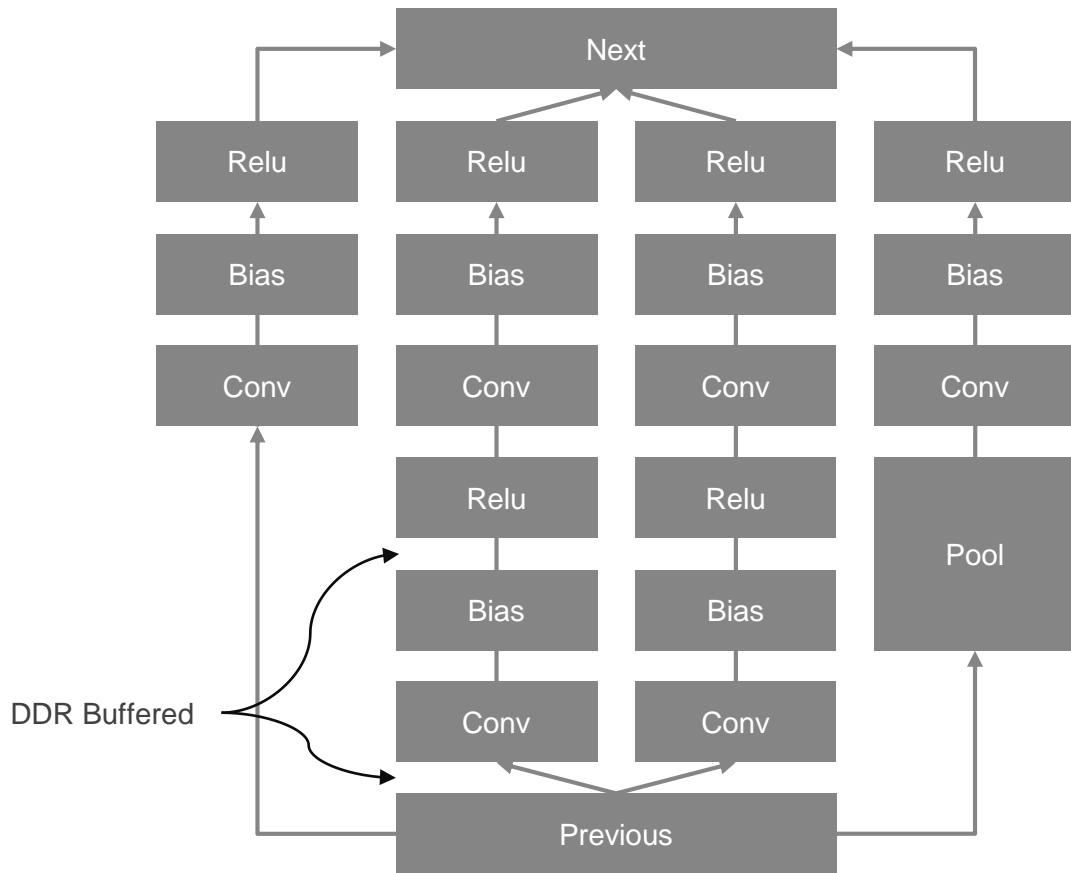 Next
Relu
Relu
Relu
Relu
Bias
Bias
Bias
Bias
Conv
Conv
Conv
Conv
Relu
Relu
Pool
Bias
Bias
DDR Buffered
Conv
Conv
Previous